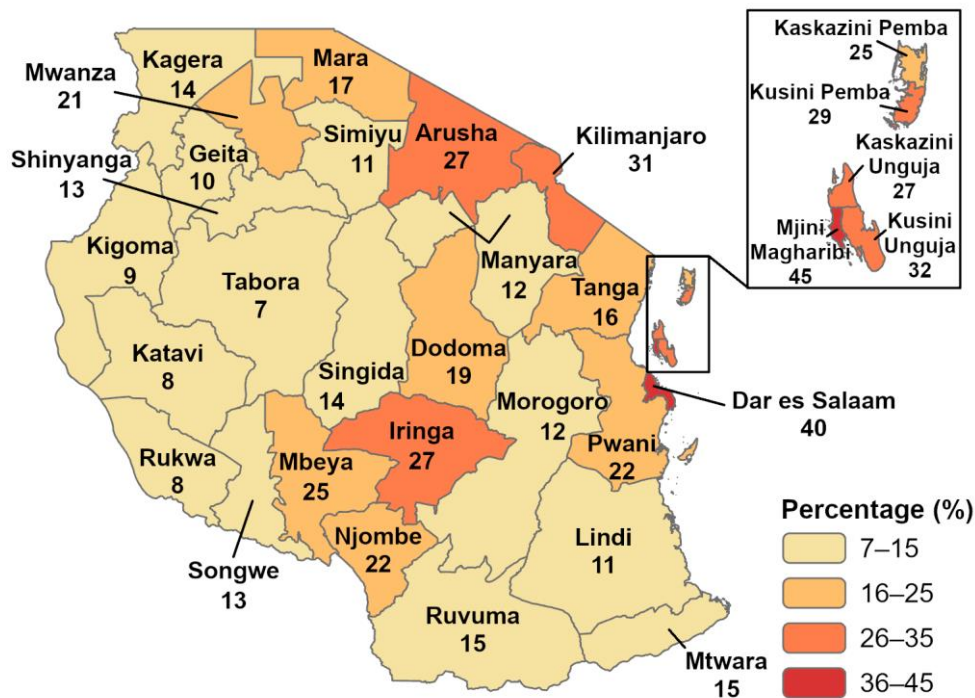 Kagera
14
Mwanza
21
Mara
17
Simiyu
11
Arusha
27
Kilimanjaro
31
Shinyanga
13
Geita
10
Kigoma
9
Tabora
7
Manyara
12
Tanga
16
Katavi
8
Singida
14
Dodoma
19
Morogoro
12
Dar es Salaam
40
Pwani
22
Rukwa
8
Mbeya
25
Iringa
27
Njombe
22
Songwe
13
Lindi
11
Ruvuma
15
Mtwara
15
Kaskazini Pemba
25
Kusini Pemba
29
Kaskazini
Unguja
27
Mjini
Magharibi
45
Kusini
Unguja
32
Percentage (%)
7–15
16–25
26–35
36–45